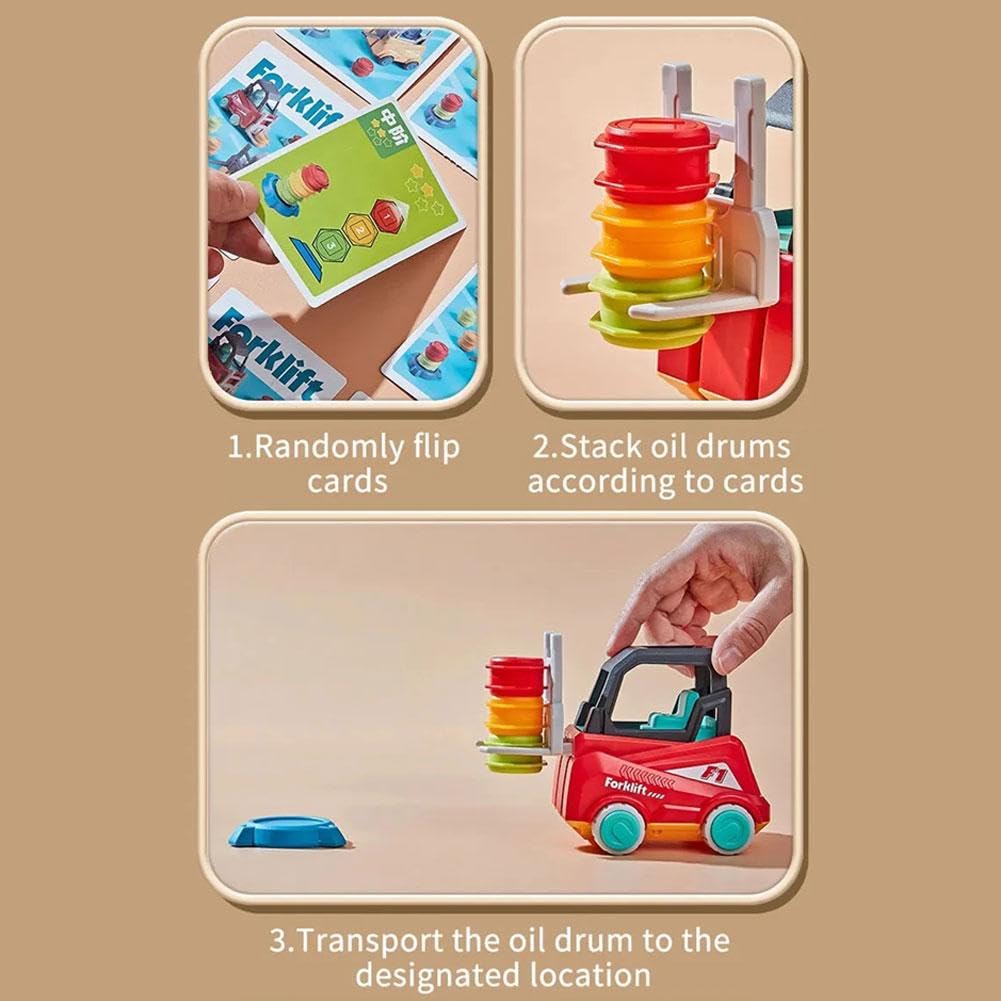 Forklift
中阶
1
2
3
Forklift
1.Randomly flip
cards
2.Stack oil drums
according to cards
F1
Forklift
3.Transport the oil drum to the
designated location